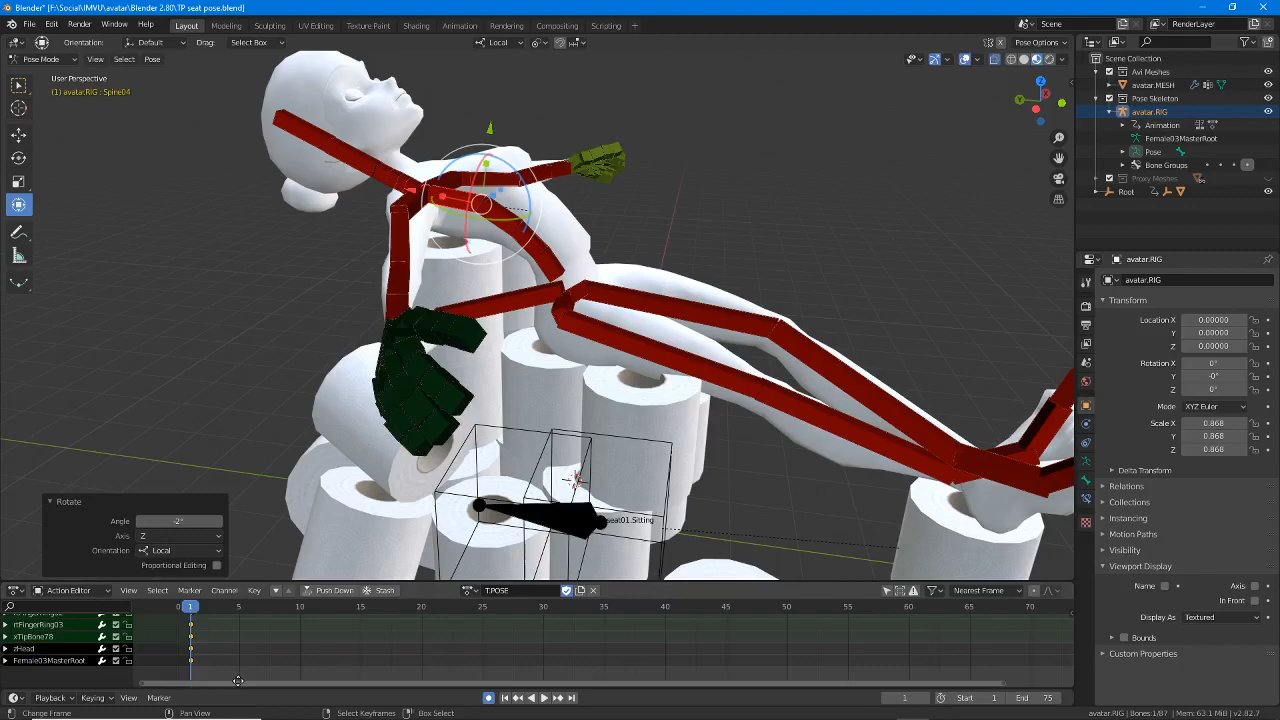 Blender* [F:\Social\IMVU\avatar\Blender 2.80\TP seat pose.blend]
File Edit Render Window Help Layout Modeling Sculpting UV Editing Texture Paint Shading Animation Rendering Compositing Scripting + Scene RenderLayer
Orientation: Default Drag: Select Box Local Pose Options
Pose Mode View Select Pose
User Perspective
(1) avatar.RIG : Spine04
Scene Collection
Avi Meshes
avatar.MESH
Pose Skeleton
avatar.RIG
Animation
Female03MasterRoot
Pose
Bone Groups
Proxy Meshes
Root
avatar.RIG
avatar.RIG
Transform
Location X 0.00000
Y 0.00000
Z 0.00000
Rotation X 0°
Y -0°
Z 0°
Mode XYZ Euler
Scale X 0.868
Y 0.868
Z 0.868
Delta Transform
Relations
Collections
Instancing
Motion Paths
Visibility
Viewport Display
Name Axis
In Front
Display As Textured
Bounds
Custom Properties
X
Y
Z
seat01.Sitting
Rotate
Angle -2°
Axis Z
Orientation Local
Proportional Editing
Action Editor View Select Marker Channel Key Push Down Stash T.POSE Nearest Frame
0 1 5 10 15 20 25 30 35 40 45 50 55 60 65 70
rtFingerRing03
xTipBone78
zHead
Female03MasterRoot
Playback Keying View Marker 1 Start 1 End 75
Change Frame Pan View Select Keyframes Box Select avatar.RIG | Bones:1/87 | Mem: 63.1 MiB | v2.82.7